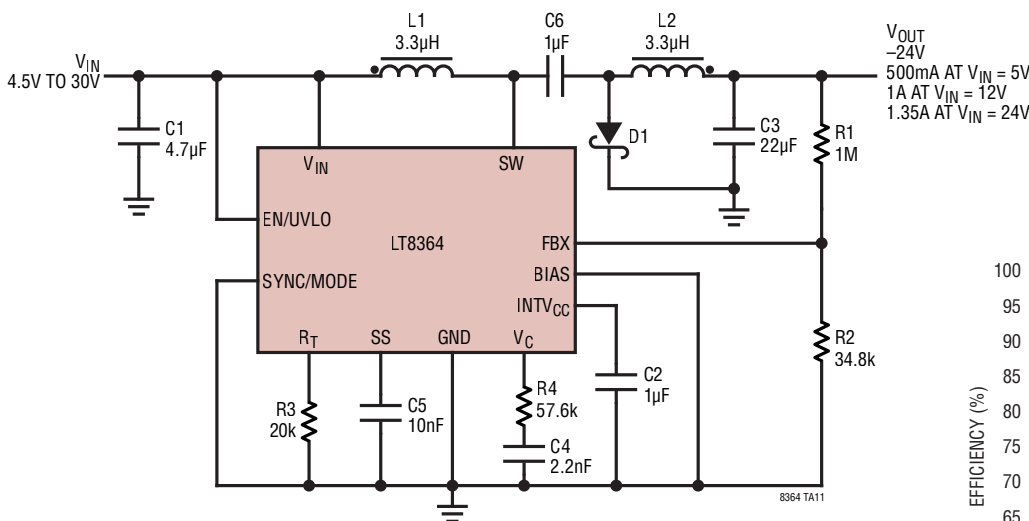 L1
3.3µH
C6
1µF
L2
3.3µH
VIN
4.5V TO 30V
VOUT
–24V
500mA AT VIN = 5V
1A AT VIN = 12V
1.35A AT VIN = 24V
C1
4.7µF
D1
C3
22µF
R1
1M
VIN
SW
EN/UVLO
LT8364
FBX
BIAS
SYNC/MODE
INTVCC
RT
SS
GND
VC
R2
34.8k
R3
20k
C5
10nF
R4
57.6k
C4
2.2nF
C2
1µF
8364 TA11
100
95
90
85
80
75
70
65
EFFICIENCY (%)